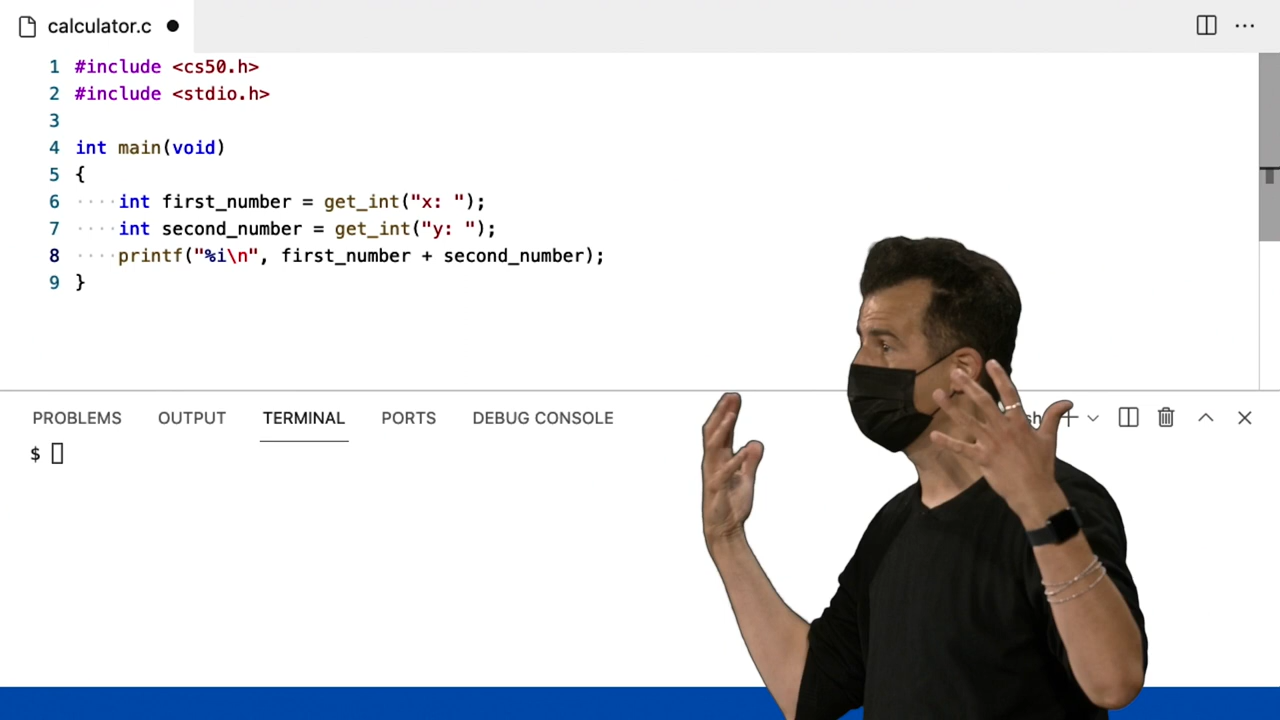 calculator.c
1 #include <cs50.h>
2 #include <stdio.h>
3
4 int main(void)
5 {
6 ····int first_number = get_int("x: ");
7 ····int second_number = get_int("y: ");
8 ····printf("%i\n", first_number + second_number);
9 }
PROBLEMS OUTPUT TERMINAL PORTS DEBUG CONSOLE
$